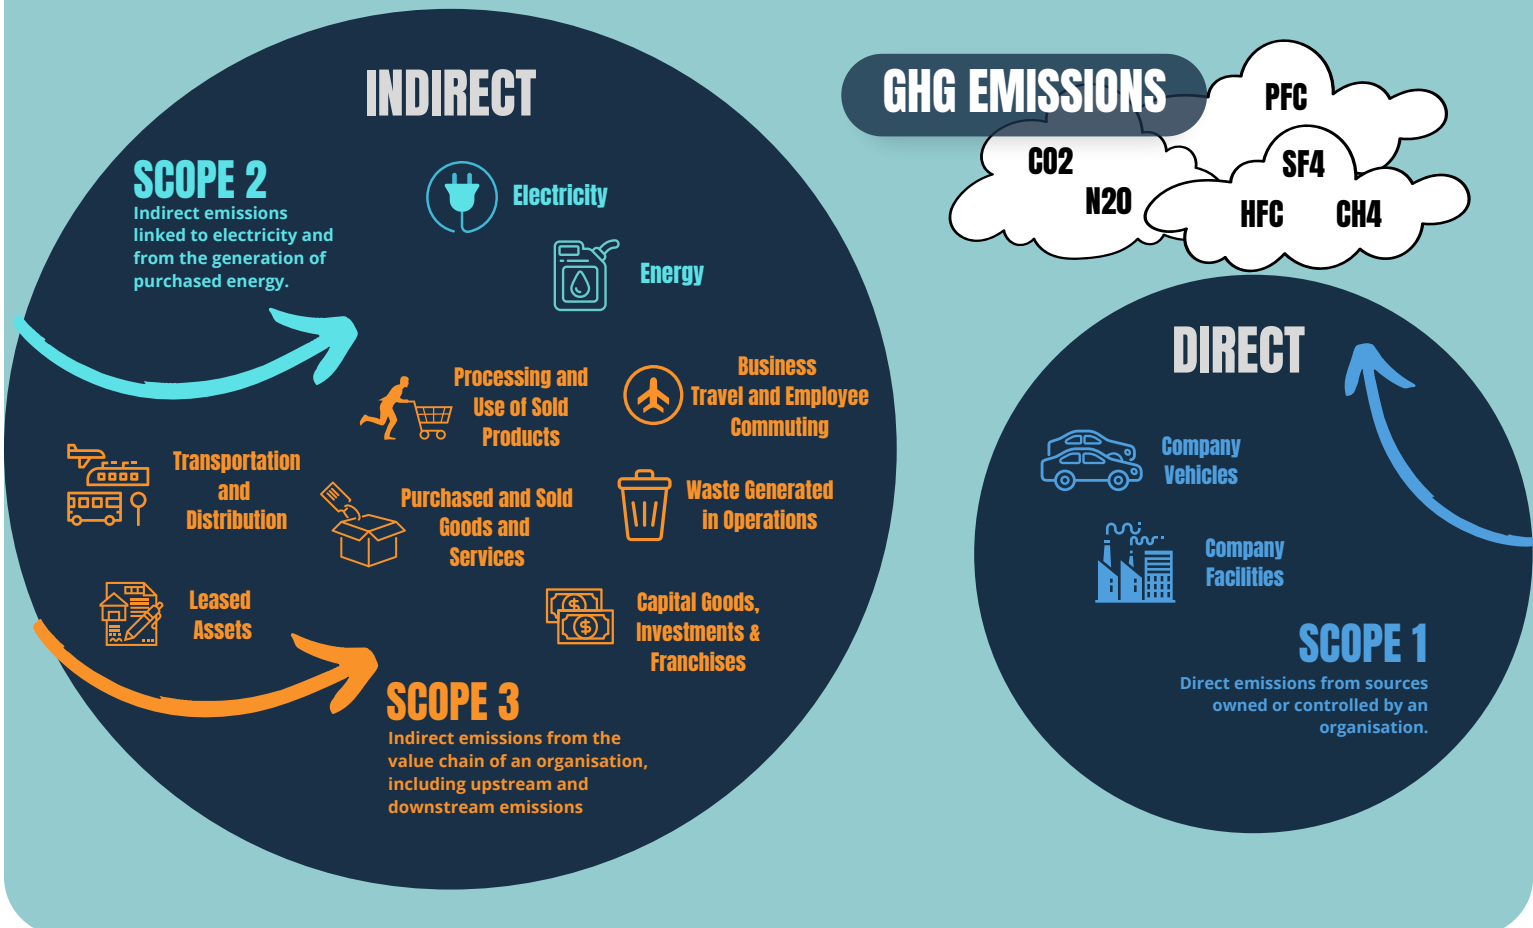 INDIRECT
SCOPE 2
Indirect emissions
linked to electricity and
from the generation of
purchased energy.
Electricity
Energy
Processing and
Use of Sold
Products
Business
Travel and Employee
Commuting
Transportation
and
Distribution
Purchased and Sold
Goods and
Services
Waste Generated
in Operations
Leased
Assets
Capital Goods,
Investments &
Franchises
SCOPE 3
Indirect emissions from the
value chain of an organisation,
including upstream and
downstream emissions
GHG EMISSIONS
PFC
CO2
SF4
N2O
HFC
CH4
DIRECT
Company
Vehicles
Company
Facilities
SCOPE 1
Direct emissions from sources
owned or controlled by an
organisation.